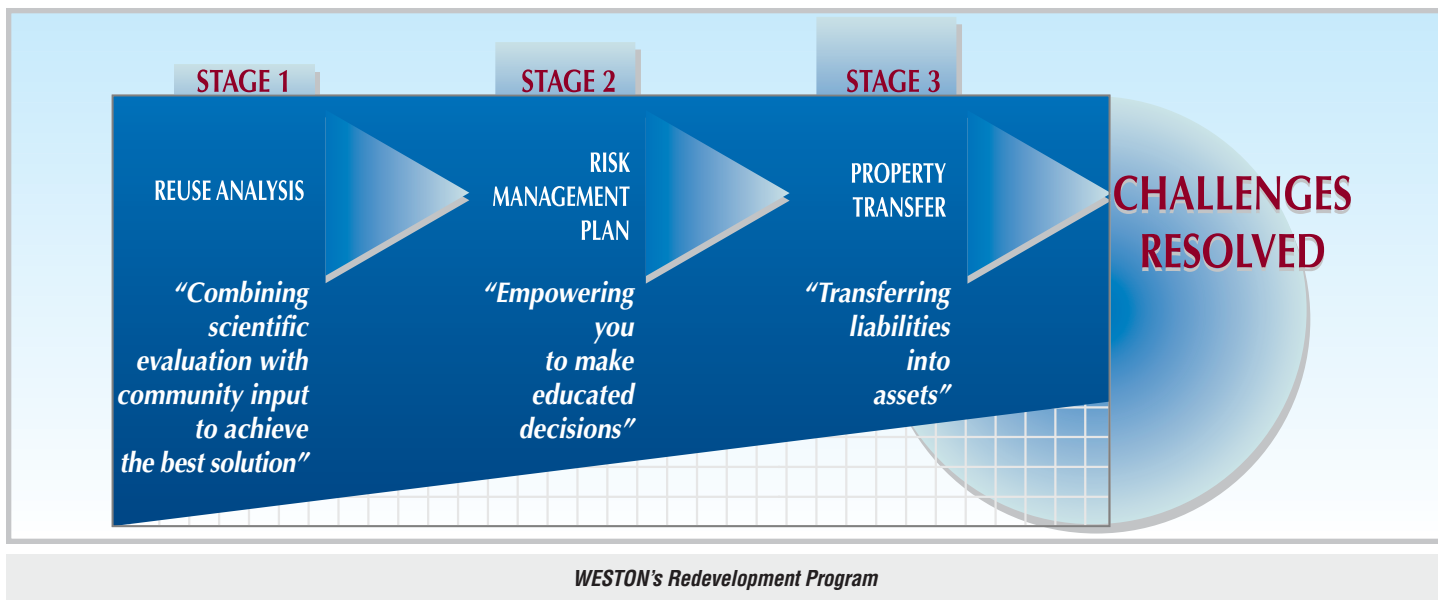 STAGE 1
REUSE ANALYSIS
“Combining
scientific
evaluation with
community input
to achieve
the best solution”
STAGE 2
RISK
MANAGEMENT
PLAN
“Empowering
you
to make
educated
decisions”
STAGE 3
PROPERTY
TRANSFER
“Transferring
liabilities
into
assets”
CHALLENGES
RESOLVED
WESTON's Redevelopment Program